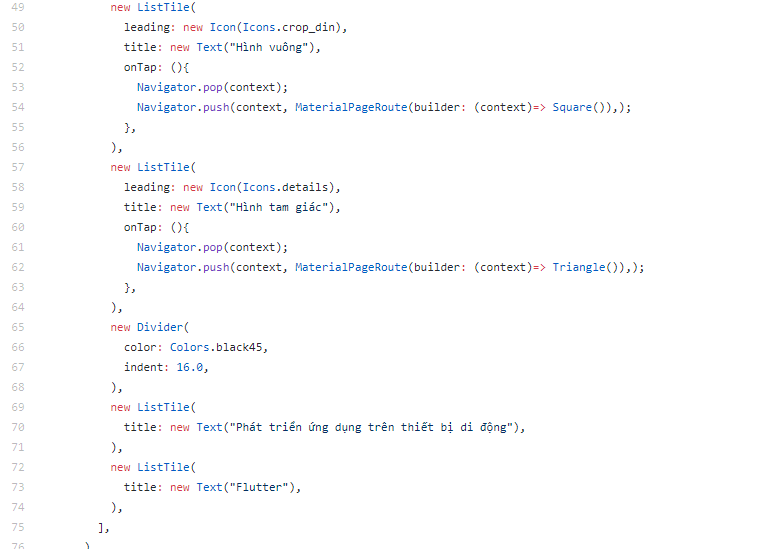 49 new ListTile(
50 leading: new Icon(Icons.crop_din),
51 title: new Text("Hình vuông"),
52 onTap: (){
53 Navigator.pop(context);
54 Navigator.push(context, MaterialPageRoute(builder: (context)=> Square()),);
55 },
56 ),
57 new ListTile(
58 leading: new Icon(Icons.details),
59 title: new Text("Hình tam giác"),
60 onTap: (){
61 Navigator.pop(context);
62 Navigator.push(context, MaterialPageRoute(builder: (context)=> Triangle()),);
63 },
64 ),
65 new Divider(
66 color: Colors.black45,
67 indent: 16.0,
68 ),
69 new ListTile(
70 title: new Text("Phát triển ứng dụng trên thiết bị di động"),
71 ),
72 new ListTile(
73 title: new Text("Flutter"),
74 ),
75 ],
76 )